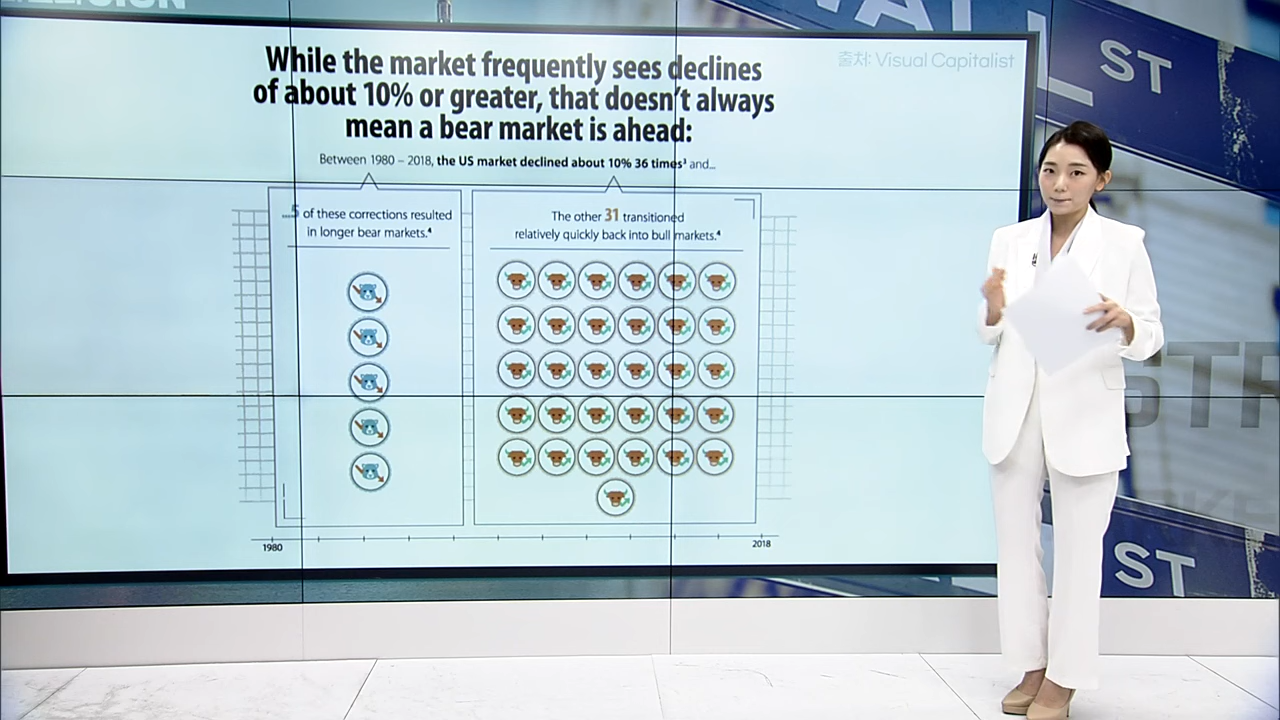 WALL
ST
출처: Visual Capitalist
While the market frequently sees declines
of about 10% or greater, that doesn't always
mean a bear market is ahead:
Between 1980 – 2018, the US market declined about 10% 36 times³ and...
...5 of these corrections resulted
in longer bear markets.⁴
The other 31 transitioned
relatively quickly back into bull markets.⁴
1980
2018
STR
ST